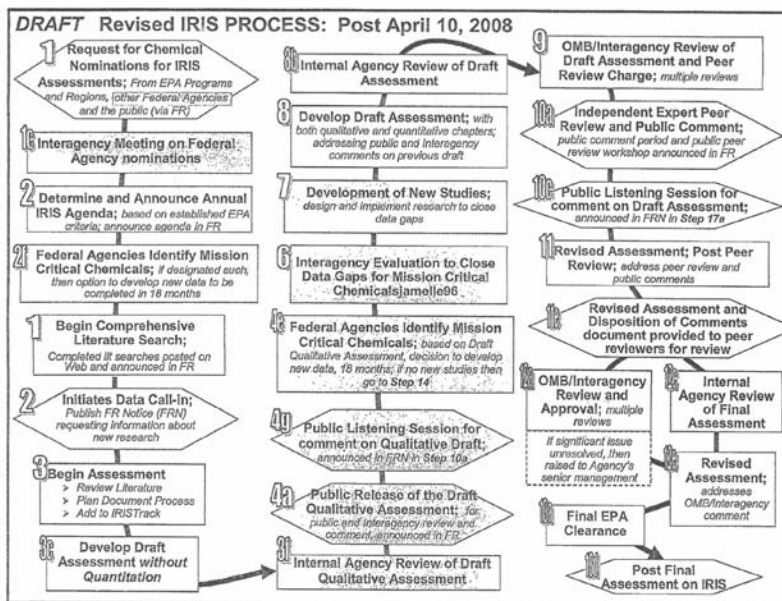 DRAFT Revised IRIS PROCESS: Post April 10, 2008
1
Request for Chemical
Nominations for IRIS
Assessments; From EPA Programs
and Regions, other Federal Agencies
and the public (via FR)
1c
Interagency Meeting on Federal
Agency nominations
2
Determine and Announce Annual
IRIS Agenda; based on established EPA
criteria; announce agenda in FR
2f
Federal Agencies Identify Mission
Critical Chemicals; if designated such,
then option to develop new data to be
completed in 18 months
1
Begin Comprehensive
Literature Search;
Completed lit searches posted on
Web and announced in FR
2
Initiates Data Call-in;
Publish FR Notice (FRN)
requesting information about
new research
3
Begin Assessment
➢ Review Literature
➢ Plan Document Process
➢ Add to IRISTrack
3c
Develop Draft
Assessment without
Quantitation
8b
Internal Agency Review of Draft
Assessment
8
Develop Draft Assessment; with
both qualitative and quantitative chapters;
addressing public and interagency
comments on previous draft
7
Development of New Studies;
design and implement research to close
data gaps
6
Interagency Evaluation to Close
Data Gaps for Mission Critical
Chemicalsjamelle96
4e
Federal Agencies Identify Mission
Critical Chemicals; based on Draft
Qualitative Assessment, decision to develop
new data, 18 months; if no new studies then
go to Step 14
4g
Public Listening Session for
comment on Qualitative Draft;
announced in FRN in Step 10a
4a
Public Release of the Draft
Qualitative Assessment; for
public and interagency review and
comment, announced in FR
3f
Internal Agency Review of Draft
Qualitative Assessment
9
OMB/Interagency Review of
Draft Assessment and Peer
Review Charge; multiple reviews
10a
Independent Expert Peer
Review and Public Comment;
public comment period and public peer
review workshop announced in FR
10c
Public Listening Session for
comment on Draft Assessment;
announced in FRN in Step 17a
11
Revised Assessment; Post Peer
Review; address peer review and
public comments
11a
Revised Assessment and
Disposition of Comments
document provided to peer
reviewers for review
OMB/Interagency
Review and
Approval; multiple
reviews
If significant issue
unresolved, then
raised to Agency's
senior management
Internal
Agency Review
of Final
Assessment
Revised
Assessment;
addresses
OMB/Interagency
comment
Final EPA
Clearance
Post Final
Assessment on IRIS